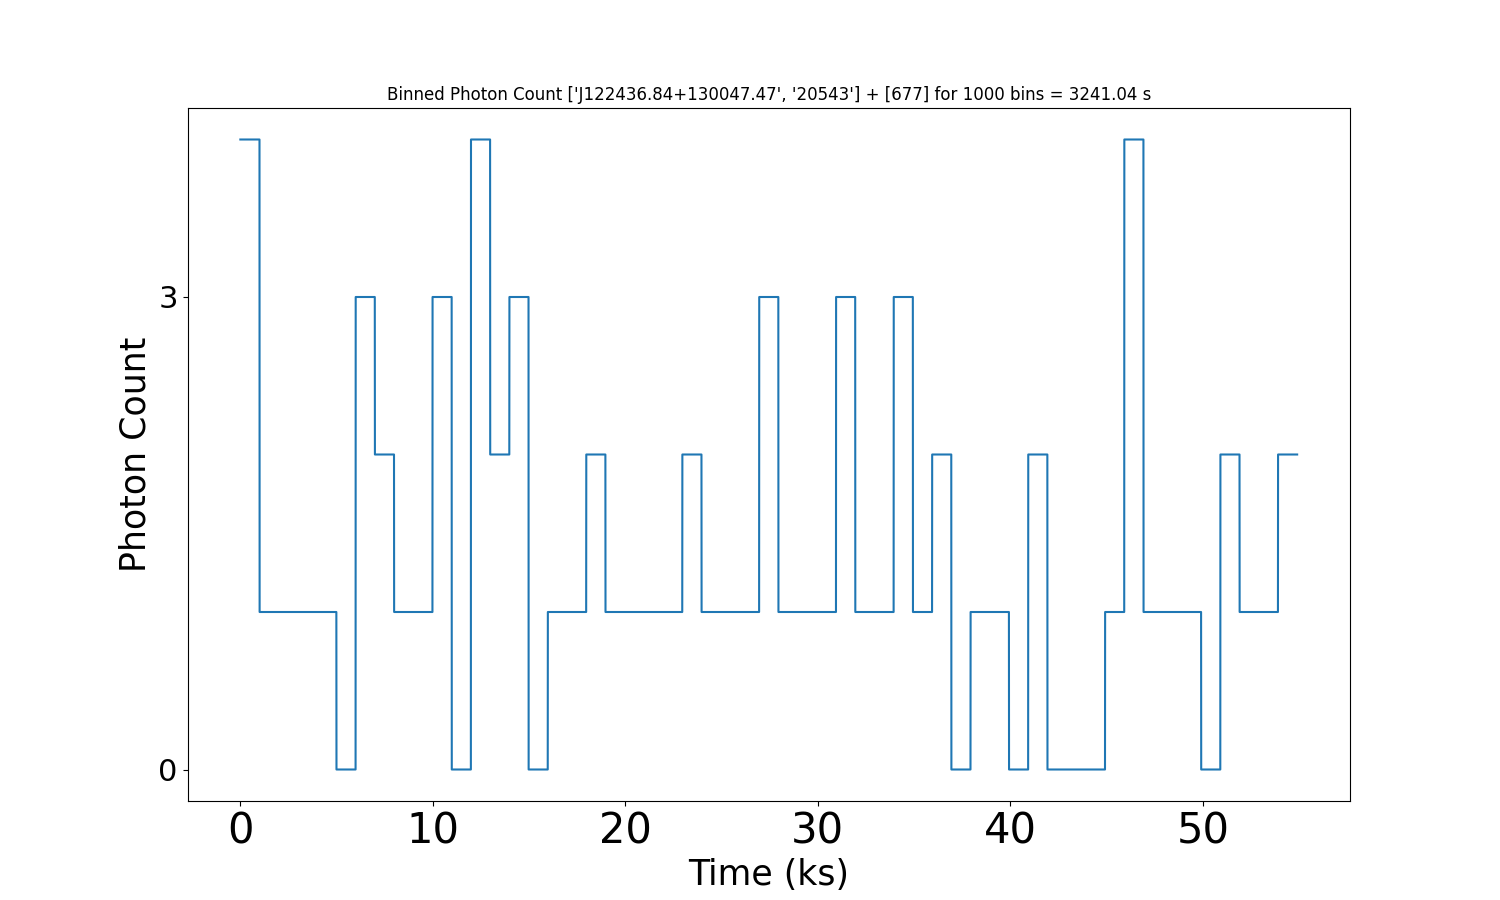 Binned Photon Count ['J122436.84+130047.47', '20543'] + [677] for 1000 bins = 3241.04 s
3
Photon Count
0
0 10 20 30 40 50
Time (ks)